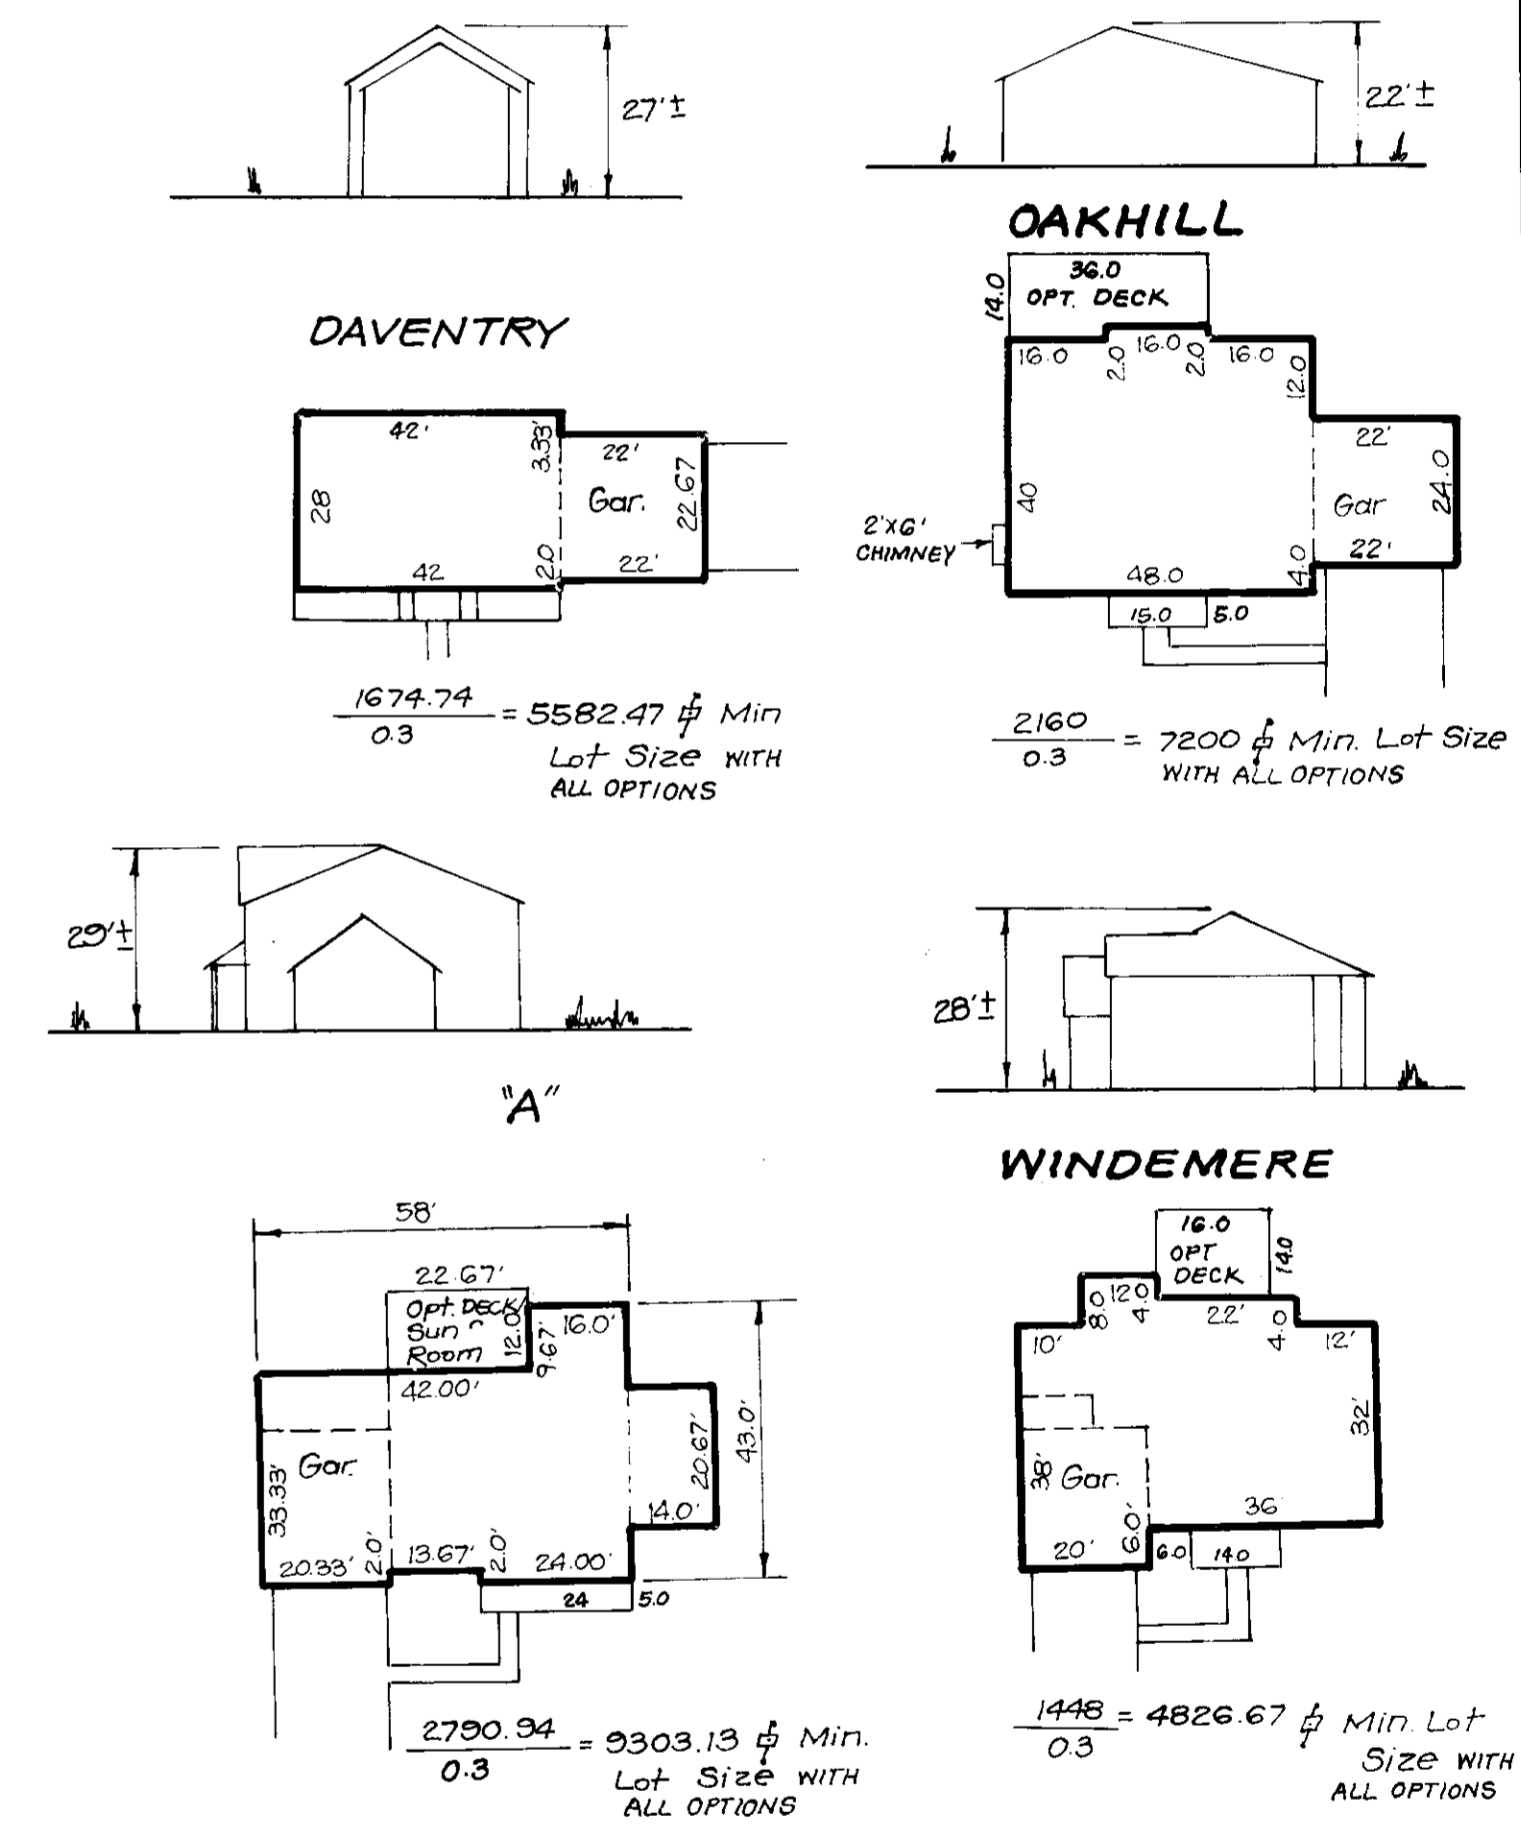 27'±
DAVENTRY
42'
3.33'
22'
28
Gar.
22.67
42
2.0
22'
1674.74
0.3
= 5582.47 ⏍ Min
Lot Size WITH
ALL OPTIONS
22'±
OAKHILL
14.0
36.0
OPT. DECK
16.0
2.0
16.0
2.0
16.0
12.0
22'
40
Gar
24.0
2'x6'
CHIMNEY
48.0
4.0
22'
15.0
5.0
2160
0.3
= 7200 ⏍ Min. Lot Size
WITH ALL OPTIONS
29'±
"A"
58'
22.67'
Opt. DECK/
Sun
Room
12.0
9.67'
16.0'
42.00'
Gar.
33.33'
20.67'
43.0'
14.0'
20.33'
2.0'
13.67'
2.0'
24.00'
24
5.0
2790.94
0.3
= 9303.13 ⏍ Min.
Lot Size WITH
ALL OPTIONS
28'±
WINDEMERE
16.0
OPT
DECK
14.0
10'
8.0
12.0
4.0
22'
4.0
12'
32'
38'
Gar.
36
20'
6.0'
6.0
14.0
1448
0.3
= 4826.67 ⏍ Min. Lot
Size WITH
ALL OPTIONS